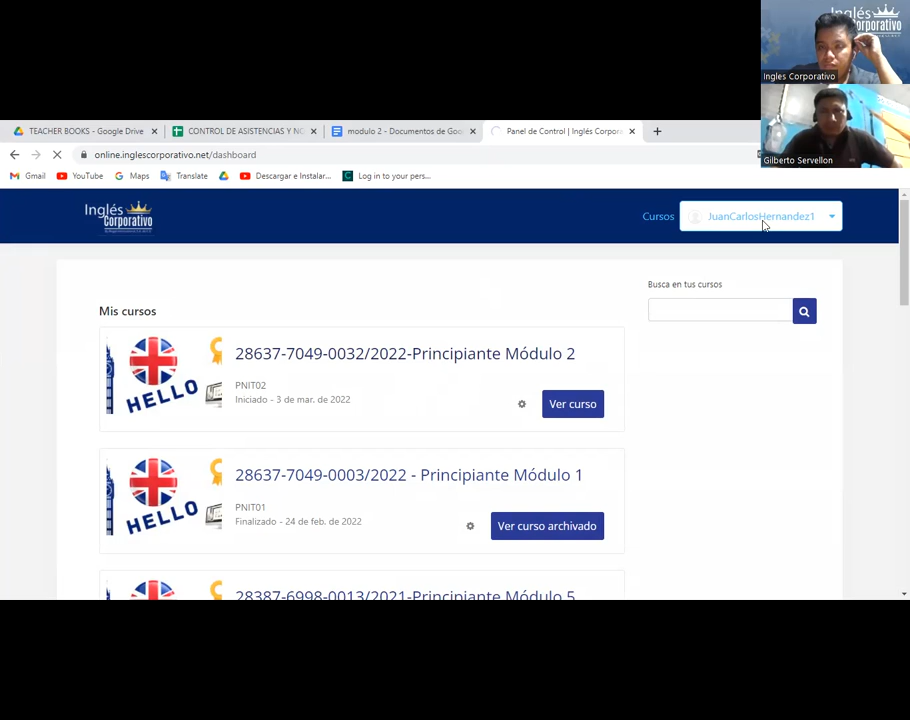 Inglés
Corporativo
Ingles Corporativo
Gilberto Servellon
TEACHER BOOKS - Google Drive
CONTROL DE ASISTENCIAS Y NO
modulo 2 - Documentos de Goo
Panel de Control | Inglés Corpora
online.inglescorporativo.net/dashboard
Gmail YouTube Maps Translate Descargar e Instalar... Log in to your pers...
Inglés
Corporativo
Cursos JuanCarlosHernandez1
Mis cursos
Busca en tus cursos
28637-7049-0032/2022-Principiante Módulo 2
PNIT02
Iniciado - 3 de mar. de 2022
Ver curso
HELLO
28637-7049-0003/2022 - Principiante Módulo 1
PNIT01
Finalizado - 24 de feb. de 2022
Ver curso archivado
HELLO
28387-6998-0013/2021-Principiante Módulo 5